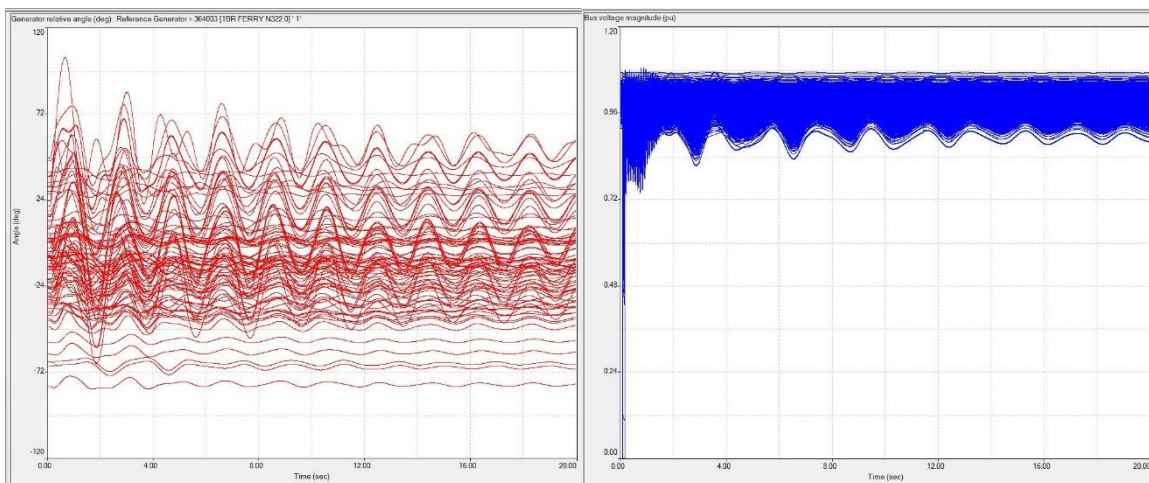 Generator relative angle (deg) : Reference Generator = 364003 [1BR FERRY N322.0] ' 1'
120
72
24
-24
-72
-120
Angle (deg)
0.00 4.00 8.00 12.00 16.00 20.00
Time (sec)
Bus voltage magnitude (pu)
1.20
0.96
0.72
0.48
0.24
0.00
0.00 4.00 8.00 12.00 16.00 20.00
Time (sec)